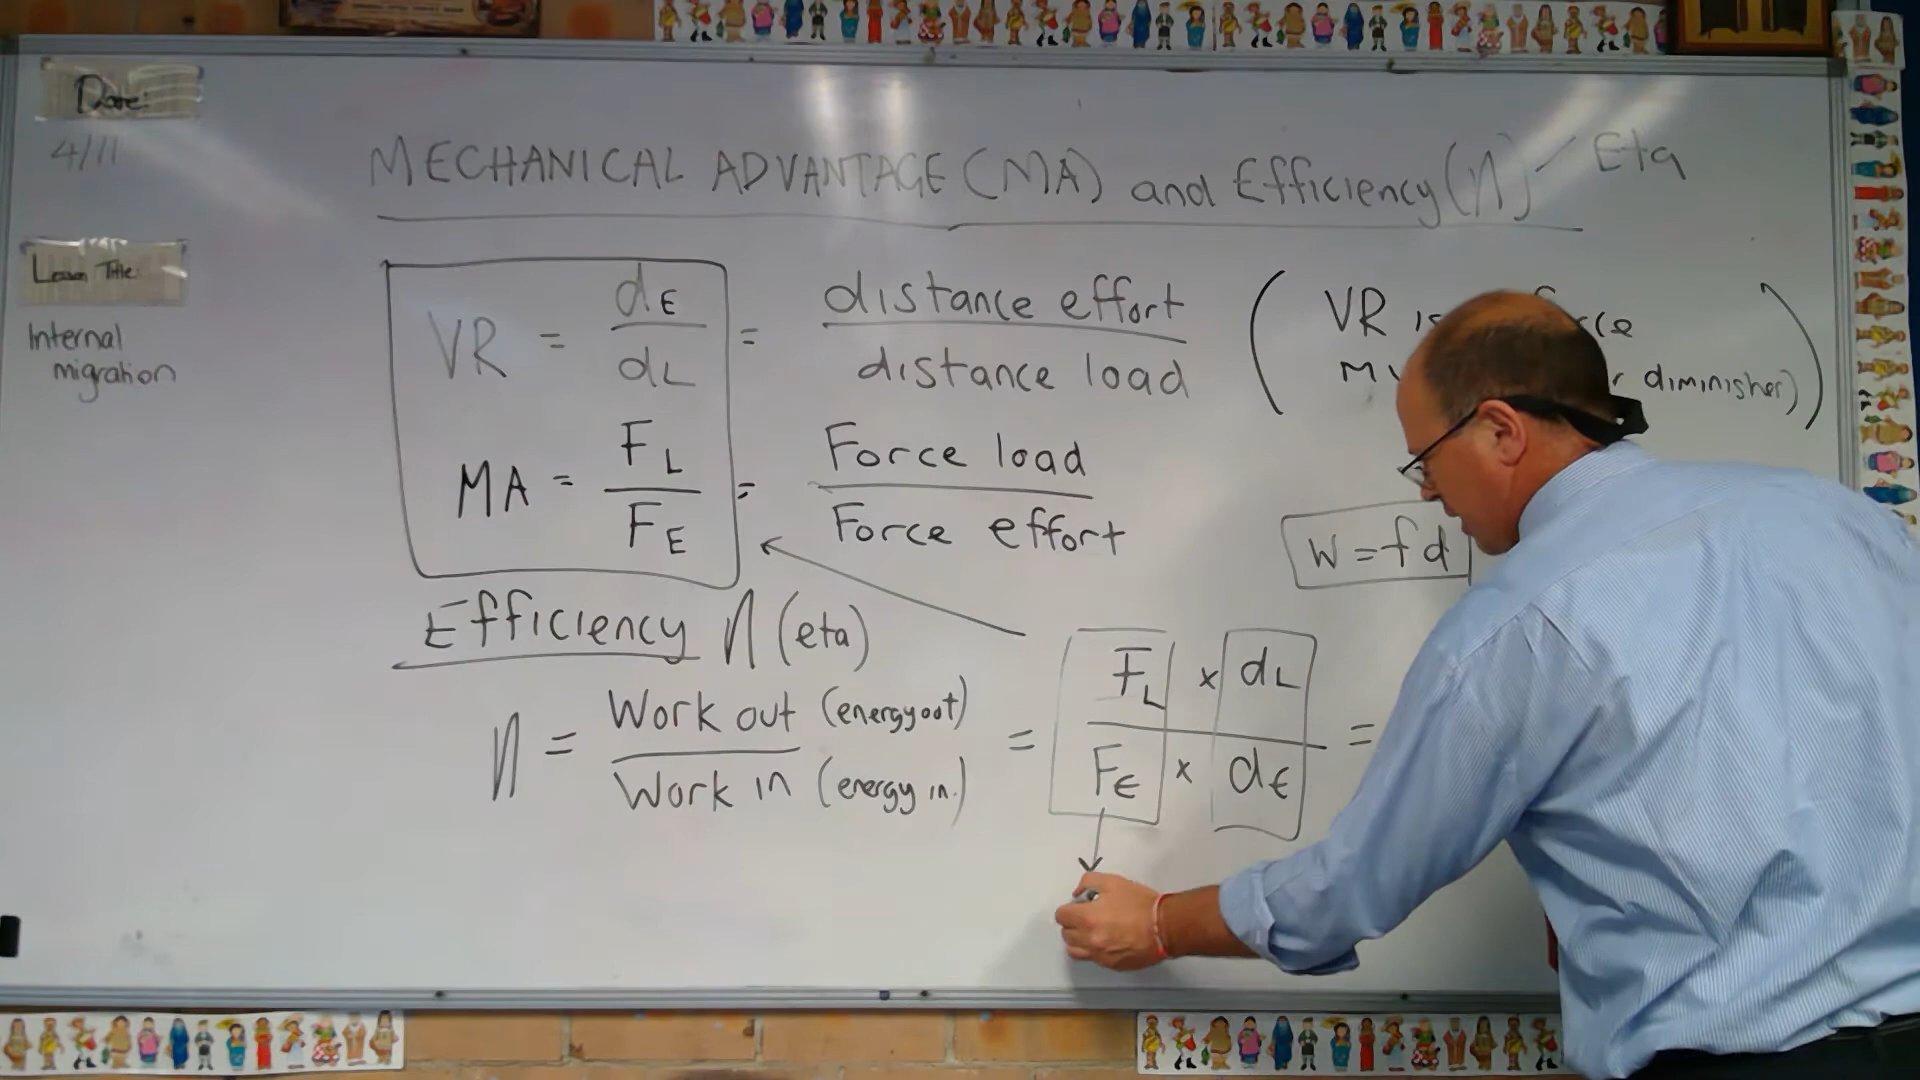 Date:
4/11
MECHANICAL ADVANTAGE (MA) and Efficiency (η) Eta
Lesson Title:
Internal
migration
VR = dE / dL = distance effort / distance load
(VR is
diminisher))
MA = FL / FE = Force load / Force effort
W = fd
Efficiency η (eta)
η = Work out (energy out) / Work in (energy in.) = FL × dL / FE × dE =